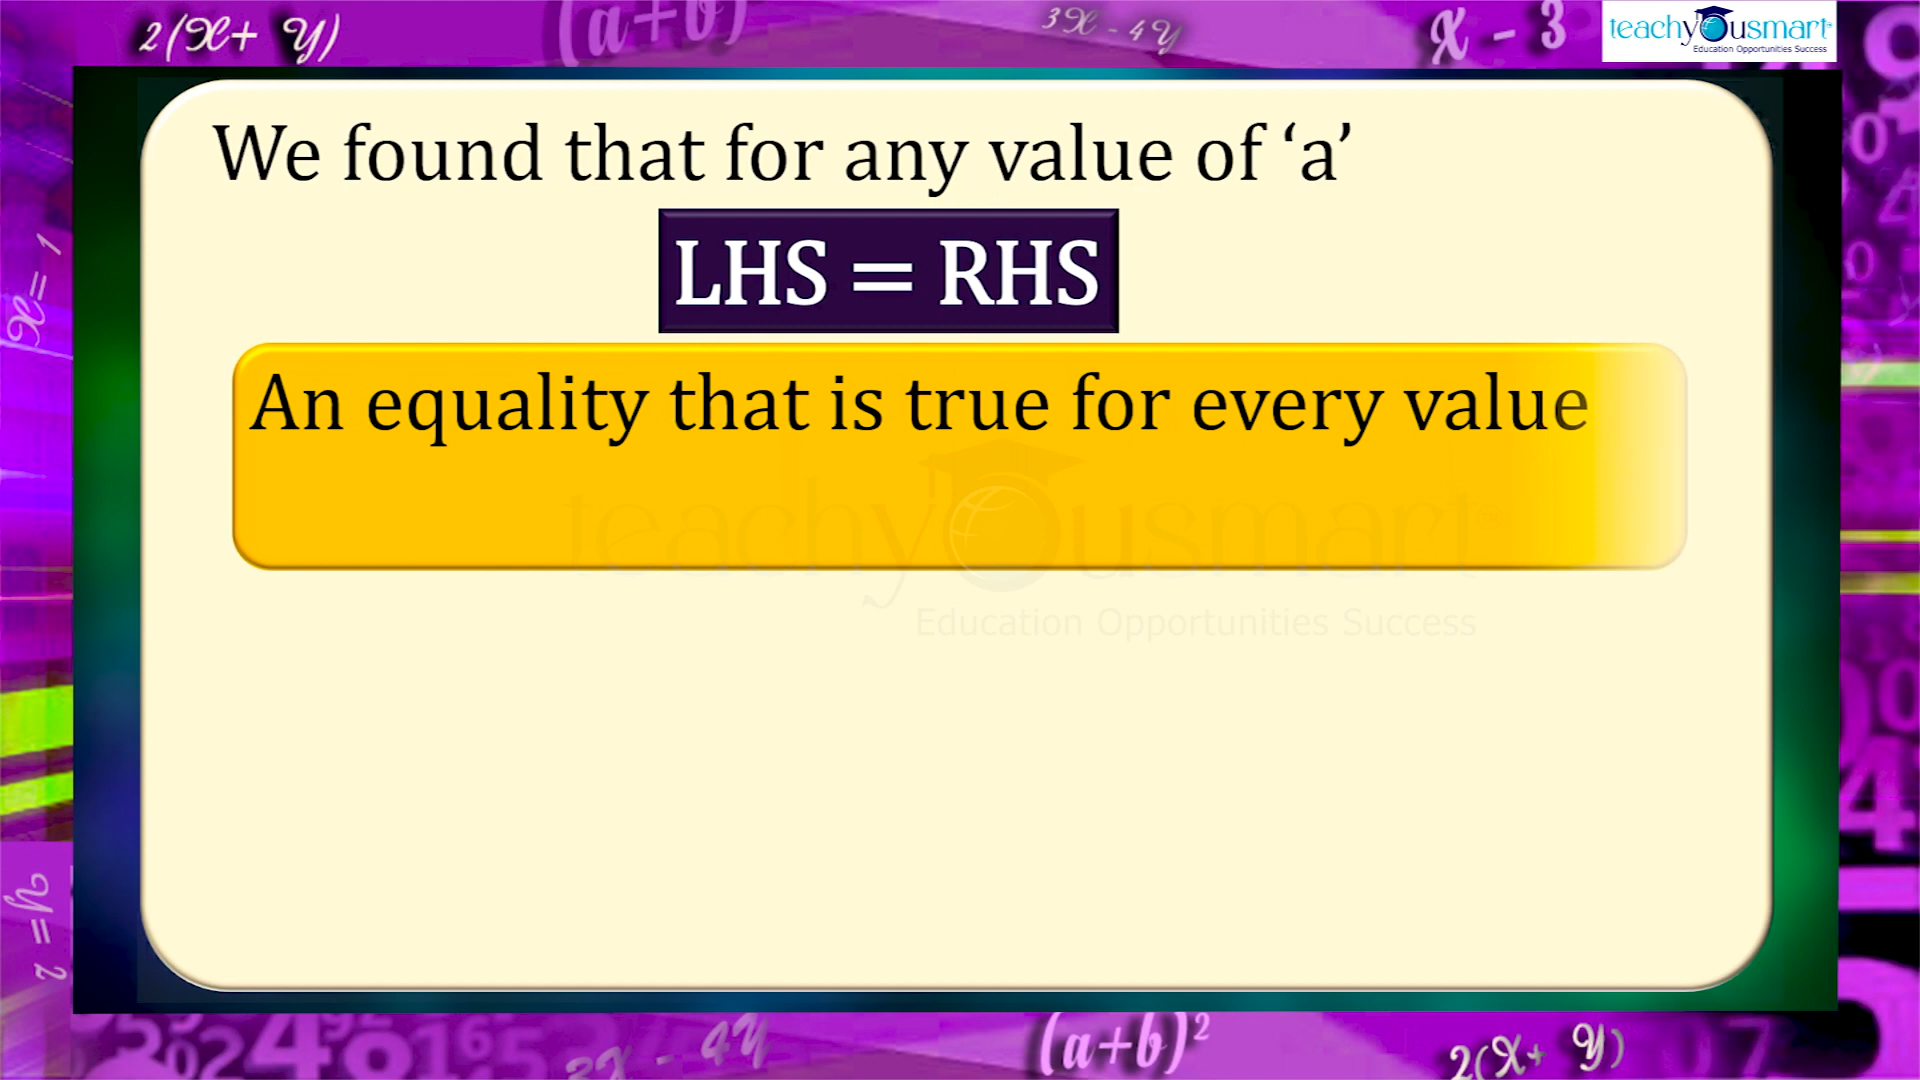 2(x+ y)
(a+b)
3x - 4y
x - 3
teachyousmart
Education Opportunities Success
We found that for any value of ‘a’
LHS = RHS
x= 1
An equality that is true for every value
teachyousmart
Education Opportunities Success
y= 2
3x - 4y
(a+b)²
2(x+ y)